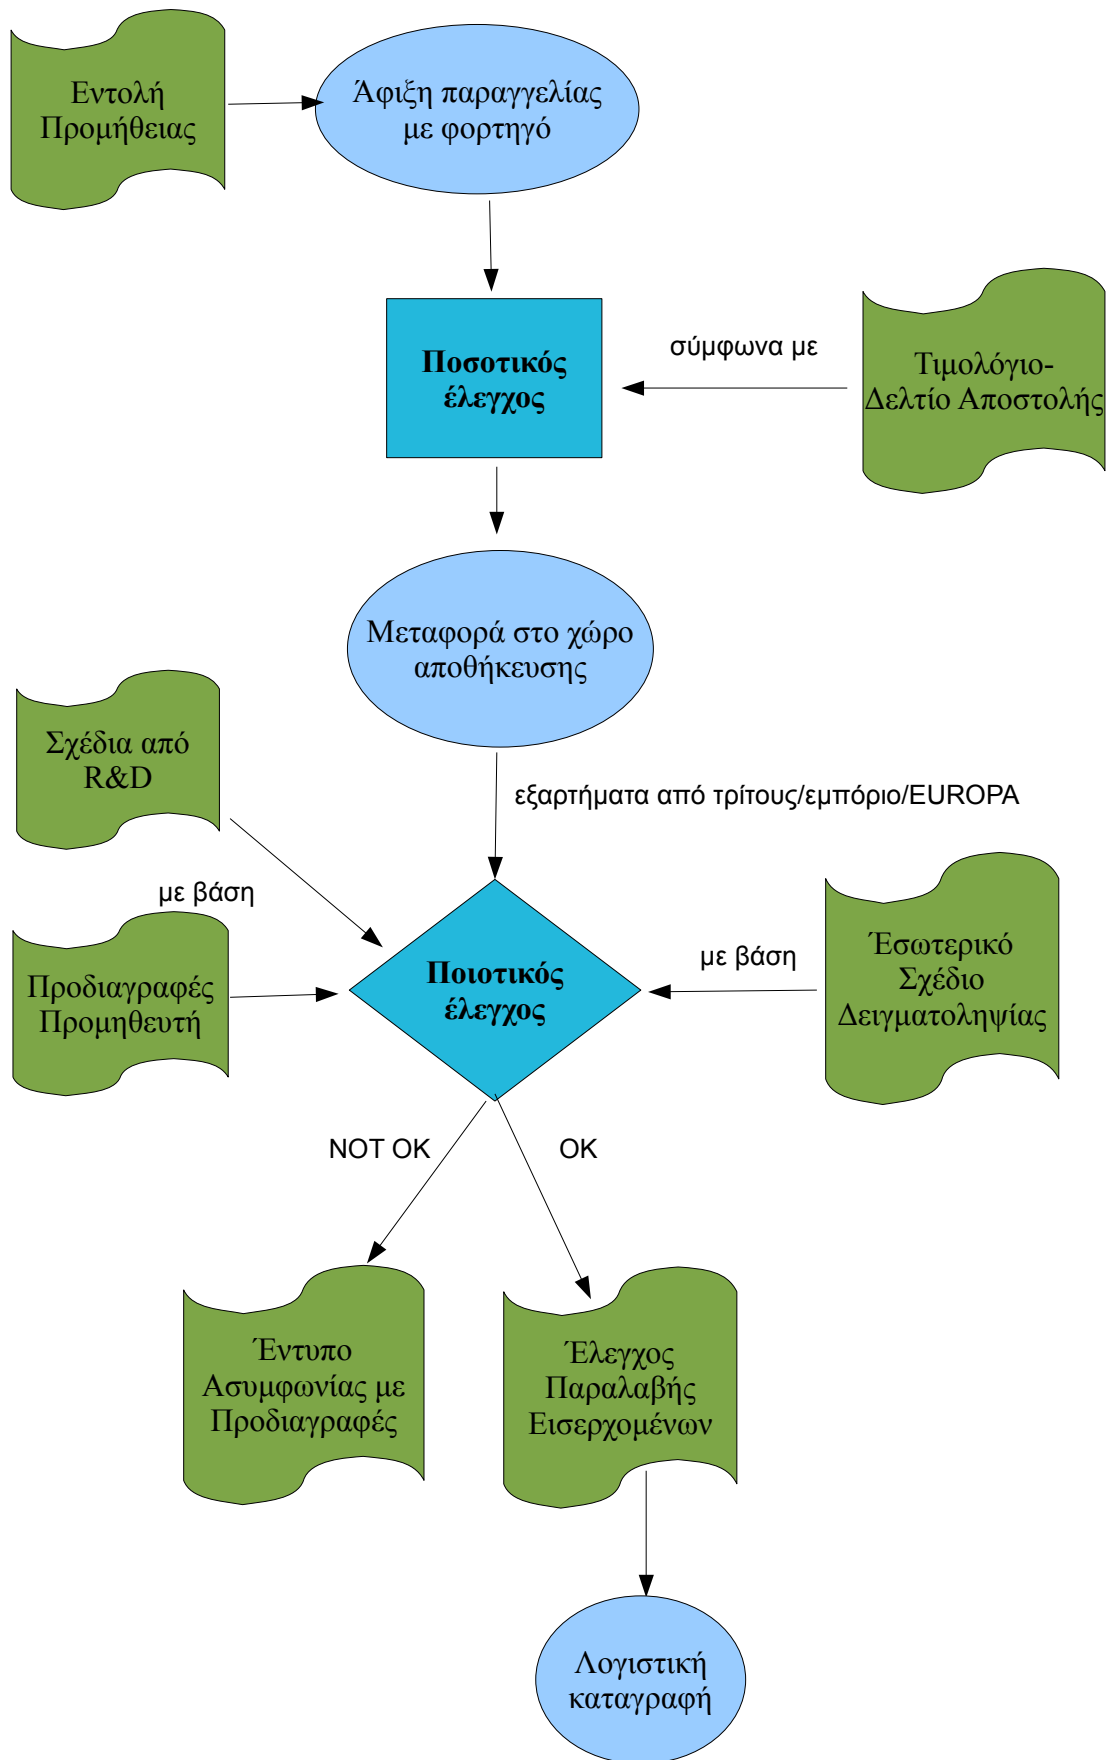 Εντολή
Προμήθειας
Άφιξη παραγγελίας
με φορτηγό
Ποσοτικός
έλεγχος
σύμφωνα με
Τιμολόγιο-
Δελτίο Αποστολής
Μεταφορά στο χώρο
αποθήκευσης
Σχέδια από
R&D
εξαρτήματα από τρίτους/εμπόριο/EUROPA
με βάση
Προδιαγραφές
Προμηθευτή
Ποιοτικός
έλεγχος
με βάση
Έσωτερικό
Σχέδιο
Δειγματοληψίας
NOT OK
OK
Έντυπο
Ασυμφωνίας με
Προδιαγραφές
Έλεγχος
Παραλαβής
Εισερχομένων
Λογιστική
καταγραφή